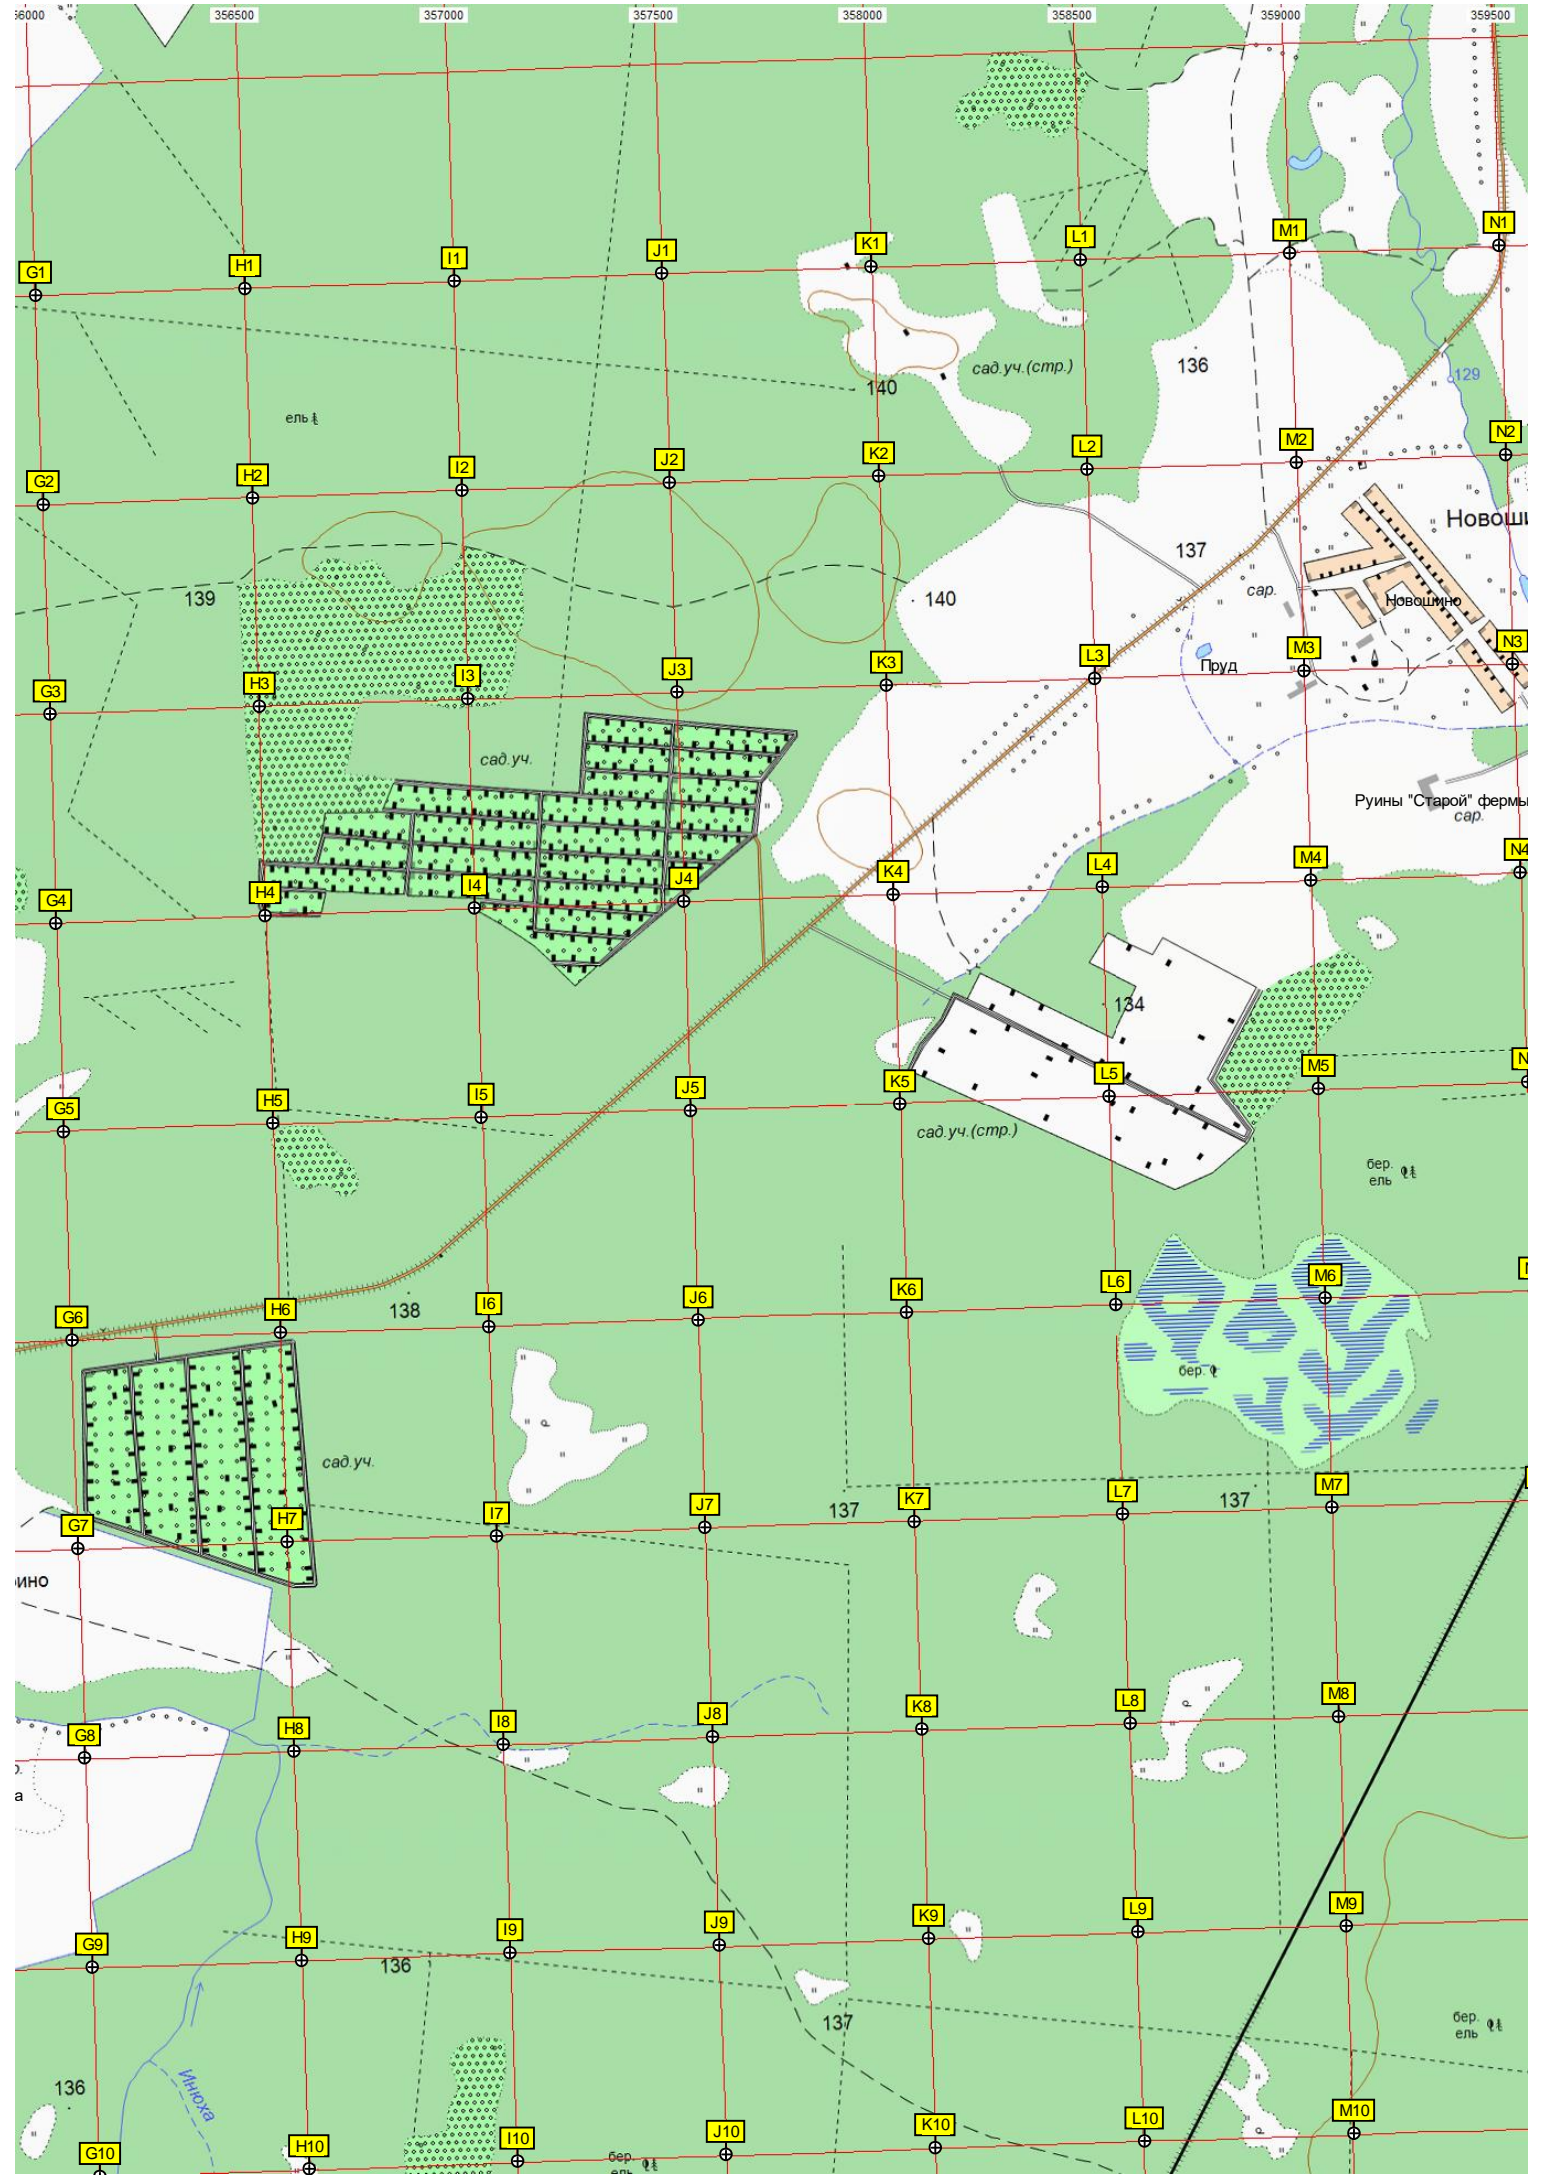 56000 356500 357000 357500 358000 358500 359000 359500
G1 H1 I1 J1 K1 L1 M1 N1
сад.уч.(стр.)
136
129
140
ель
G2 H2 I2 J2 K2 L2 M2 N2
Новоши
137
сар.
139
140
Новошино
G3 H3 I3 J3 K3 L3 M3 N3
Пруд
сад.уч.
Руины "Старой" фермы
сар.
G4 H4 I4 J4 K4 L4 M4 N4
134
G5 H5 I5 J5 K5 L5 M5 N
сад.уч.(стр.)
бер.
ель
138
G6 H6 I6 J6 K6 L6 M6
бер.
р
сад.уч.
137
137
G7 H7 I7 J7 K7 L7 M7
ино
р
G8 H8 I8 J8 K8 L8 M8
р.
а
G9 H9 I9 J9 K9 L9 M9
136
137
бер.
ель
136
Инюха
р
G10 H10 I10 J10 K10 L10 M10
бер.
ель